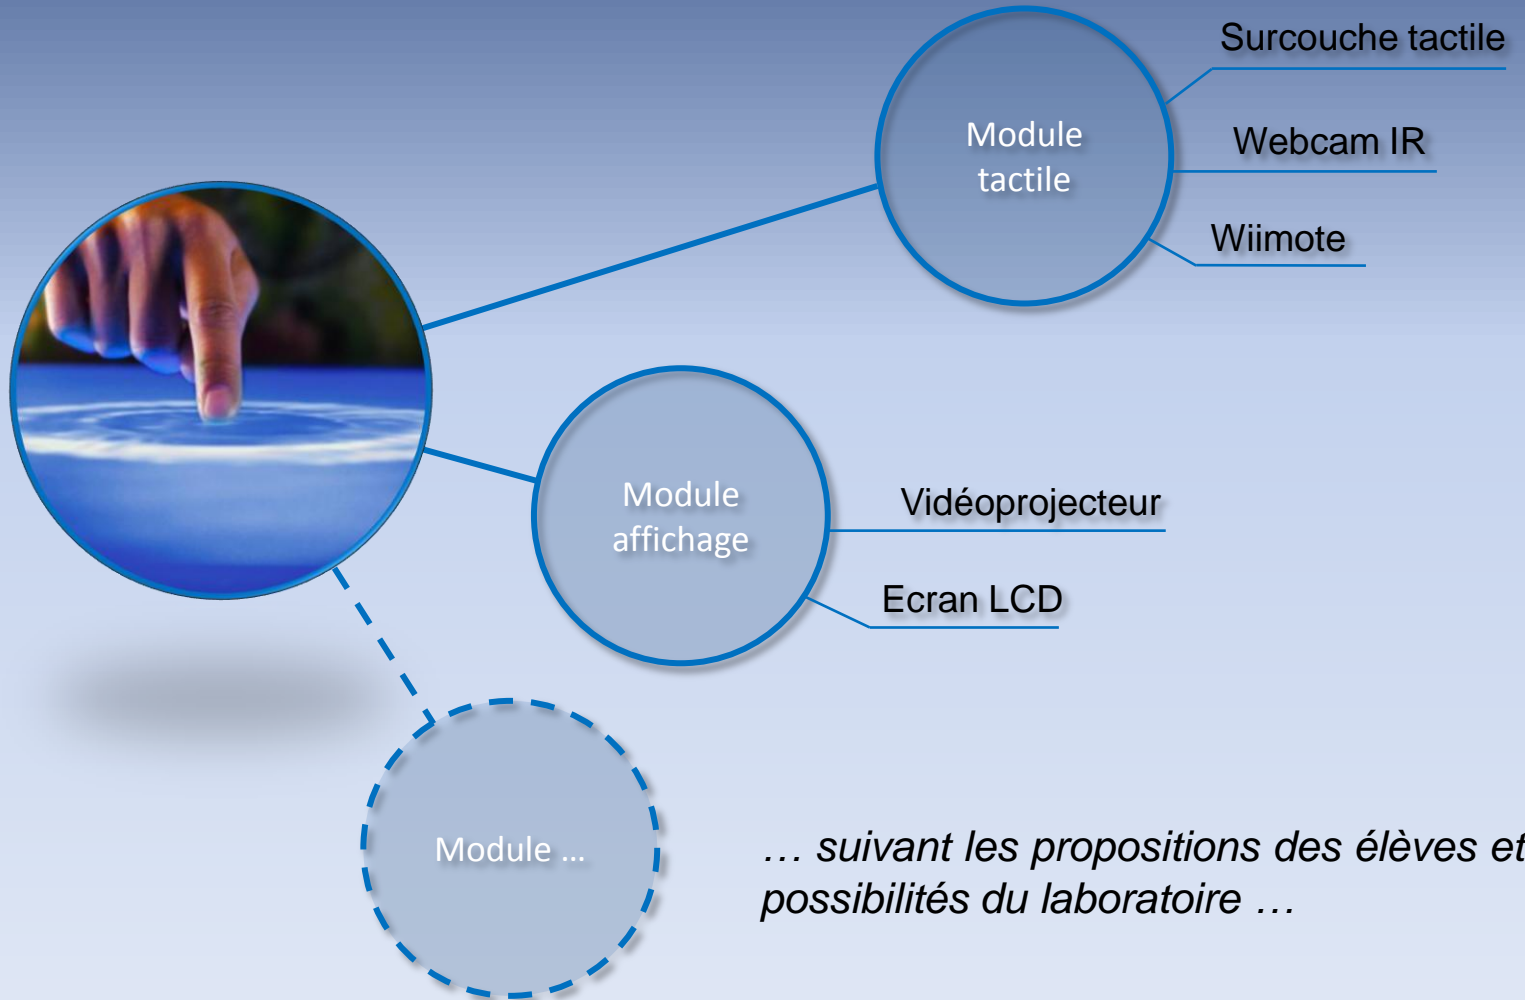 Surcouche tactile
Module
tactile
Webcam IR
Wiimote
Module
affichage
Vidéoprojecteur
Ecran LCD
Module ...
... suivant les propositions des élèves et
possibilités du laboratoire ...